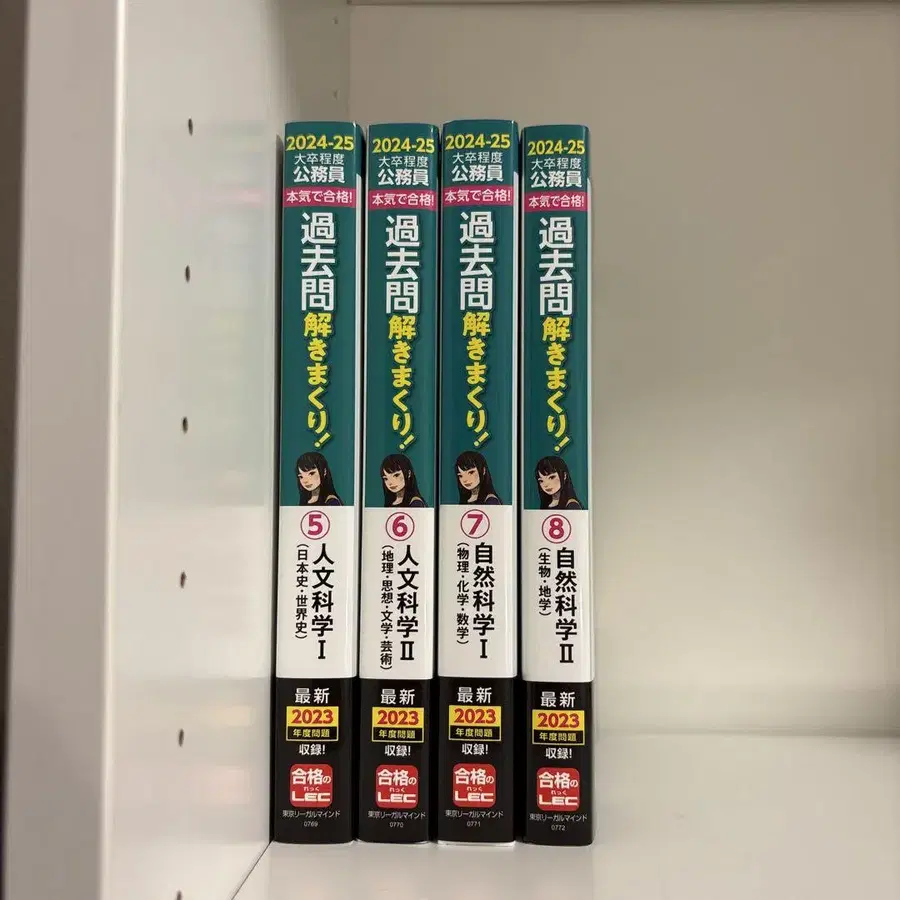 2024-25
大卒程度
公務員
本気で合格!
過去問
解きまくり!
⑤
人文科学Ⅰ
(日本史・世界史)
最新
2023
年度問題
収録!
合格の
れっく
LEC
東京リーガルマインド
0769
2024-25
大卒程度
公務員
本気で合格!
過去問
解きまくり!
⑥
人文科学Ⅱ
(地理・思想・文学・芸術)
最新
2023
年度問題
収録!
合格の
れっく
LEC
東京リーガルマインド
0770
2024-25
大卒程度
公務員
本気で合格!
過去問
解きまくり!
⑦
自然科学Ⅰ
(物理・化学・数学)
最新
2023
年度問題
収録!
合格の
れっく
LEC
東京リーガルマインド
0771
2024-25
大卒程度
公務員
本気で合格!
過去問
解きまくり!
⑧
自然科学Ⅱ
(生物・地学)
最新
2023
年度問題
収録!
合格の
れっく
LEC
東京リーガルマインド
0772